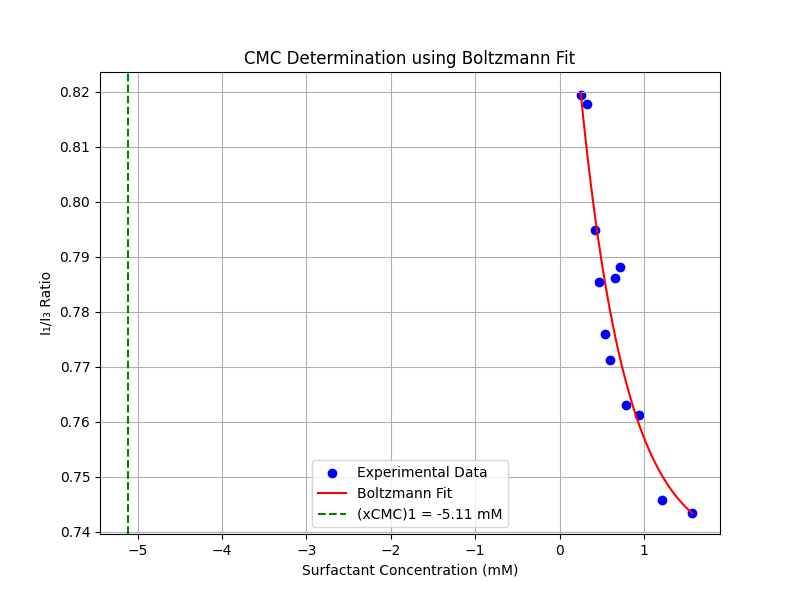 CMC Determination using Boltzmann Fit
I₁/I₃ Ratio
0.82
0.81
0.80
0.79
0.78
0.77
0.76
0.75
0.74
Experimental Data
Boltzmann Fit
(xCMC)1 = -5.11 mM
−5 −4 −3 −2 −1 0 1
Surfactant Concentration (mM)